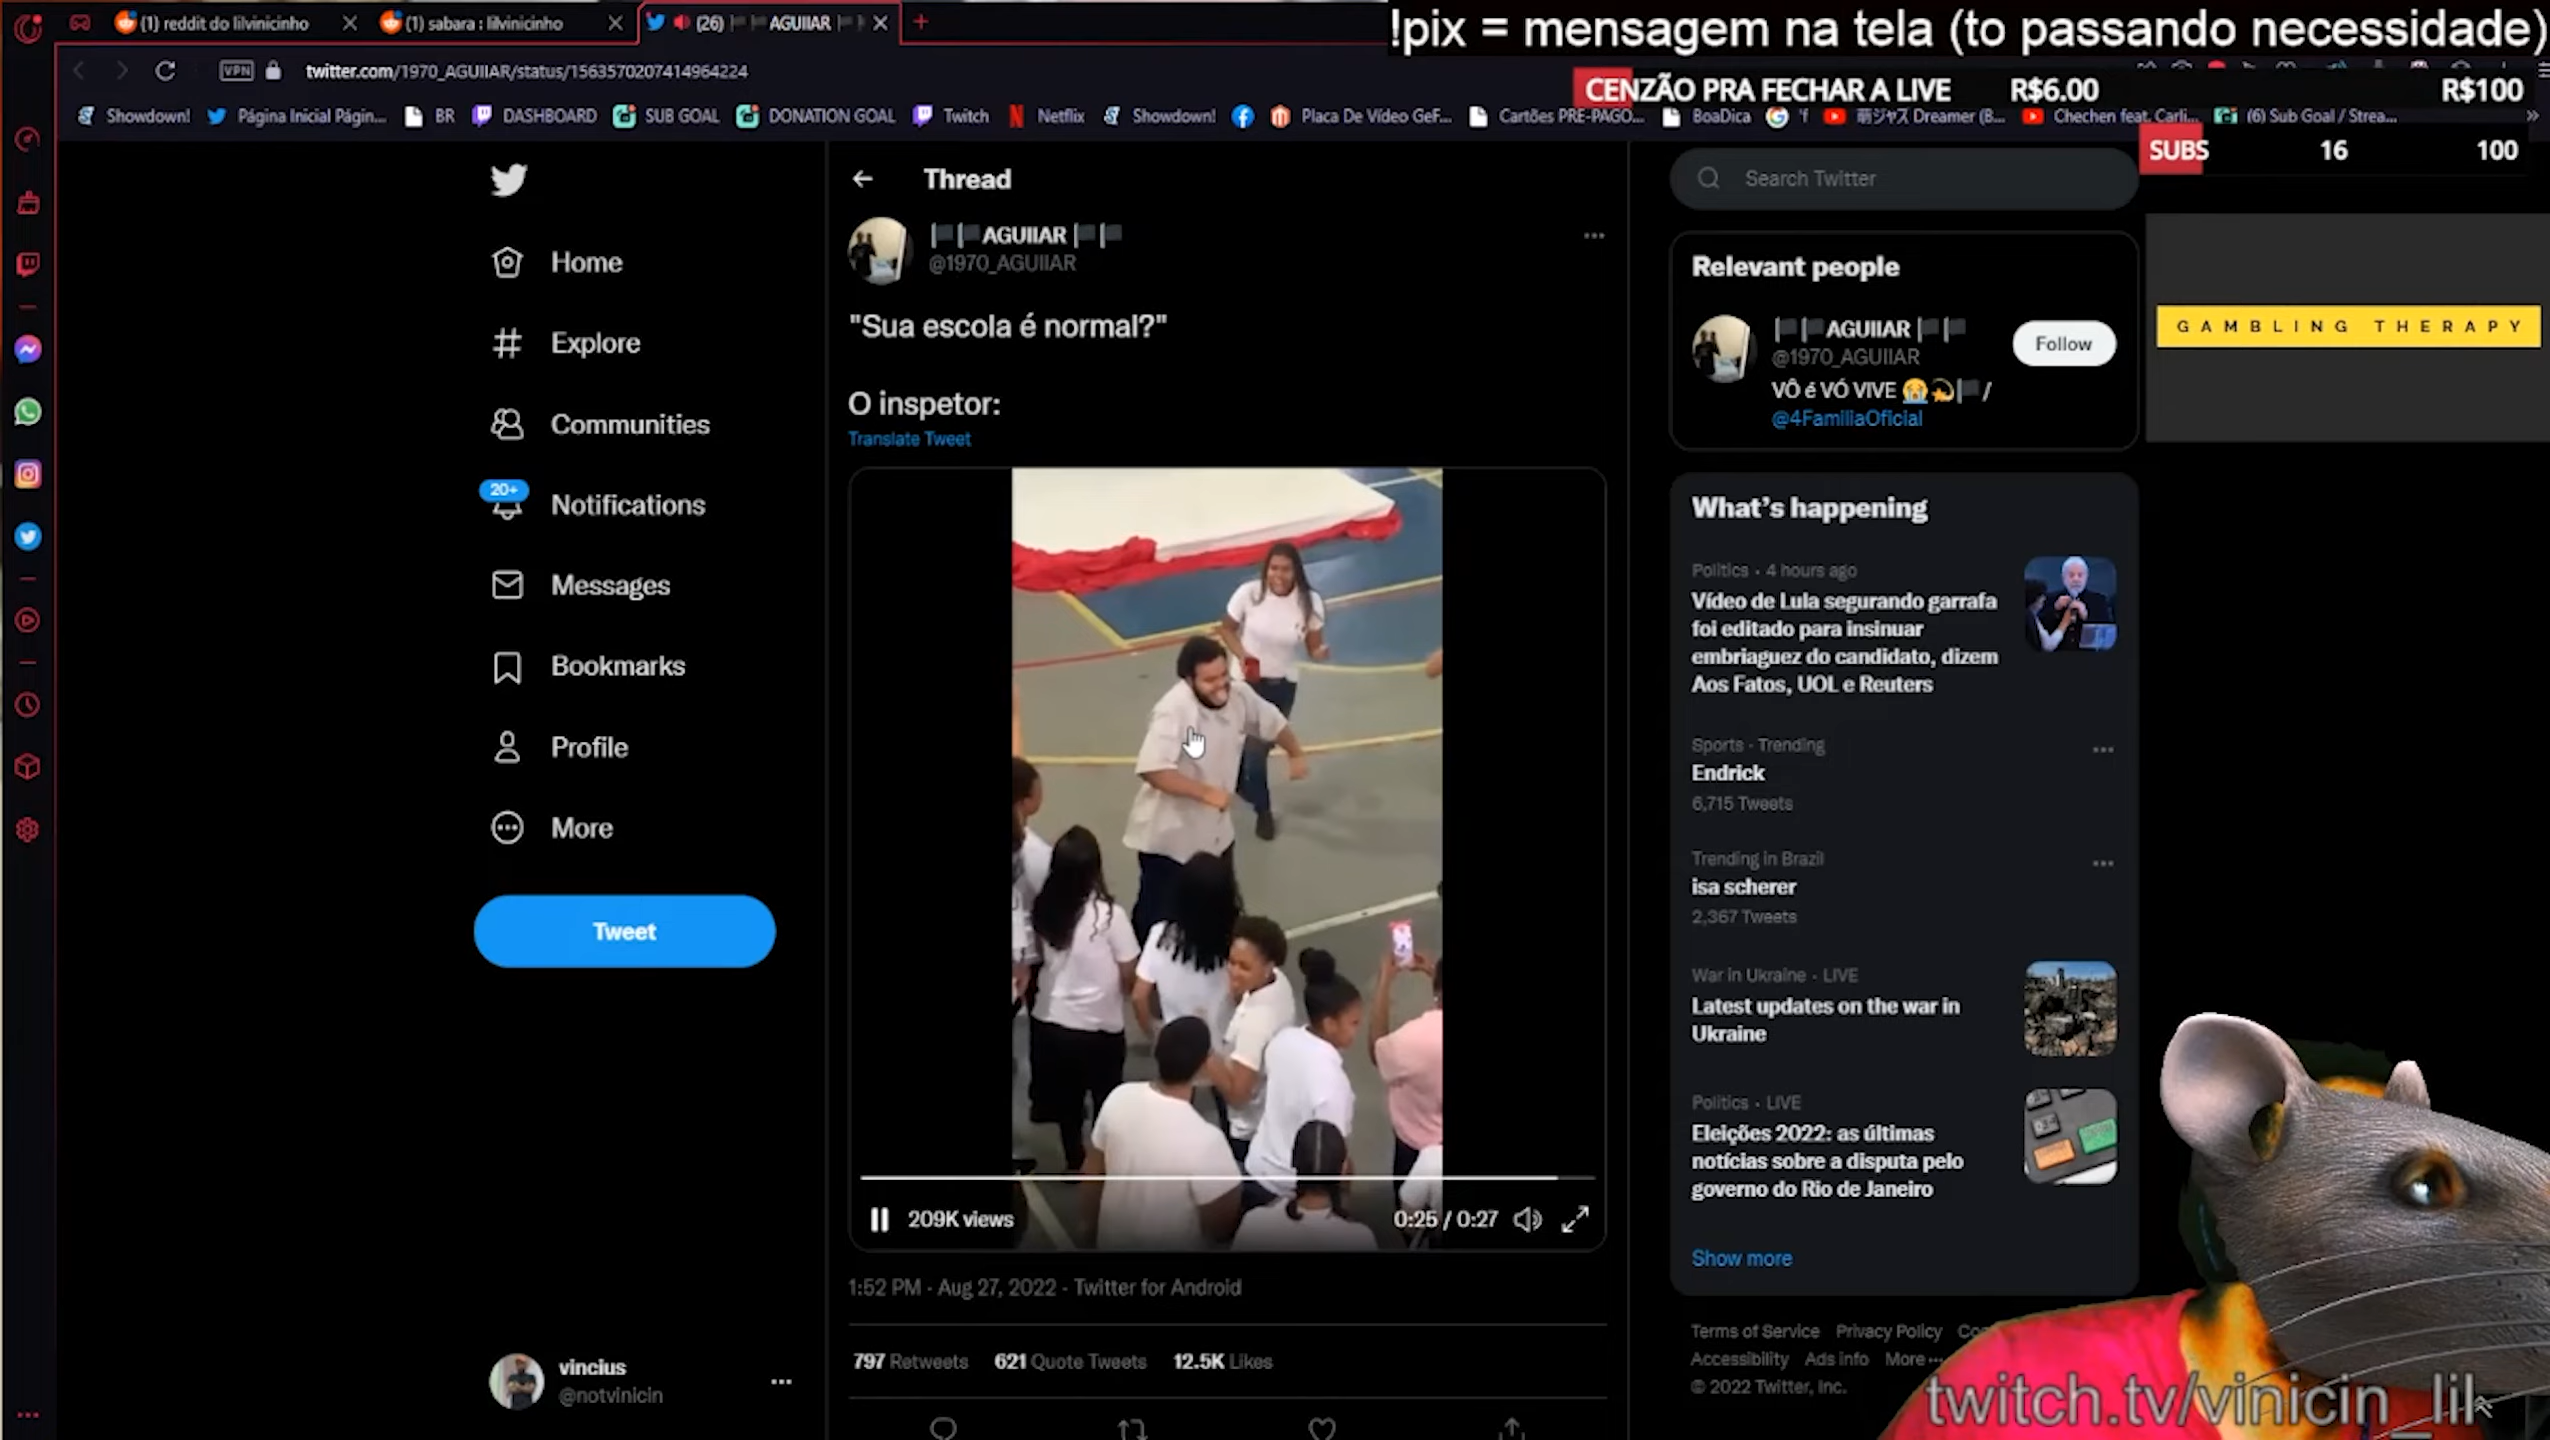 (1) reddit do lilvinicinho
(1) sabara : lilvinicinho
(26) AGUIIAR
!pix = mensagem na tela (to passando necessidade)
VPN
twitter.com/1970_AGUIIAR/status/1563570207414964224
CENZÃO PRA FECHAR A LIVE R$6.00 R$100
Showdown!
Página Inicial Págin...
BR
DASHBOARD
SUB GOAL
DONATION GOAL
Twitch
Netflix
Showdown!
Placa De Vídeo GeF...
Cartões PRE-PAGO...
BoaDica
Dreamer (B...
Chechen feat. Carli...
(6) Sub Goal / Strea...
SUBS 16 100
Home
Explore
Communities
20+
Notifications
Messages
Bookmarks
Profile
More
Tweet
vincius
@notvinicin
Thread
AGUIIAR
@1970_AGUIIAR
"Sua escola é normal?"
O inspetor:
Translate Tweet
209K views
0:25 / 0:27
1:52 PM · Aug 27, 2022 · Twitter for Android
797 Retweets 621 Quote Tweets 12.5K Likes
Search Twitter
Relevant people
AGUIIAR
@1970_AGUIIAR
Follow
VÔ é VÓ VIVE 😭💫🏴/
@4FamiliaOficial
GAMBLING THERAPY
What's happening
Politics · 4 hours ago
Vídeo de Lula segurando garrafa
foi editado para insinuar
embriaguez do candidato, dizem
Aos Fatos, UOL e Reuters
Sports · Trending
Endrick
6,715 Tweets
Trending in Brazil
isa scherer
2,367 Tweets
War in Ukraine · LIVE
Latest updates on the war in
Ukraine
Politics · LIVE
Eleições 2022: as últimas
notícias sobre a disputa pelo
governo do Rio de Janeiro
Show more
Terms of Service Privacy Policy
Accessibility Ads info More ···
© 2022 Twitter, Inc.
twitch.tv/vinicin_lil